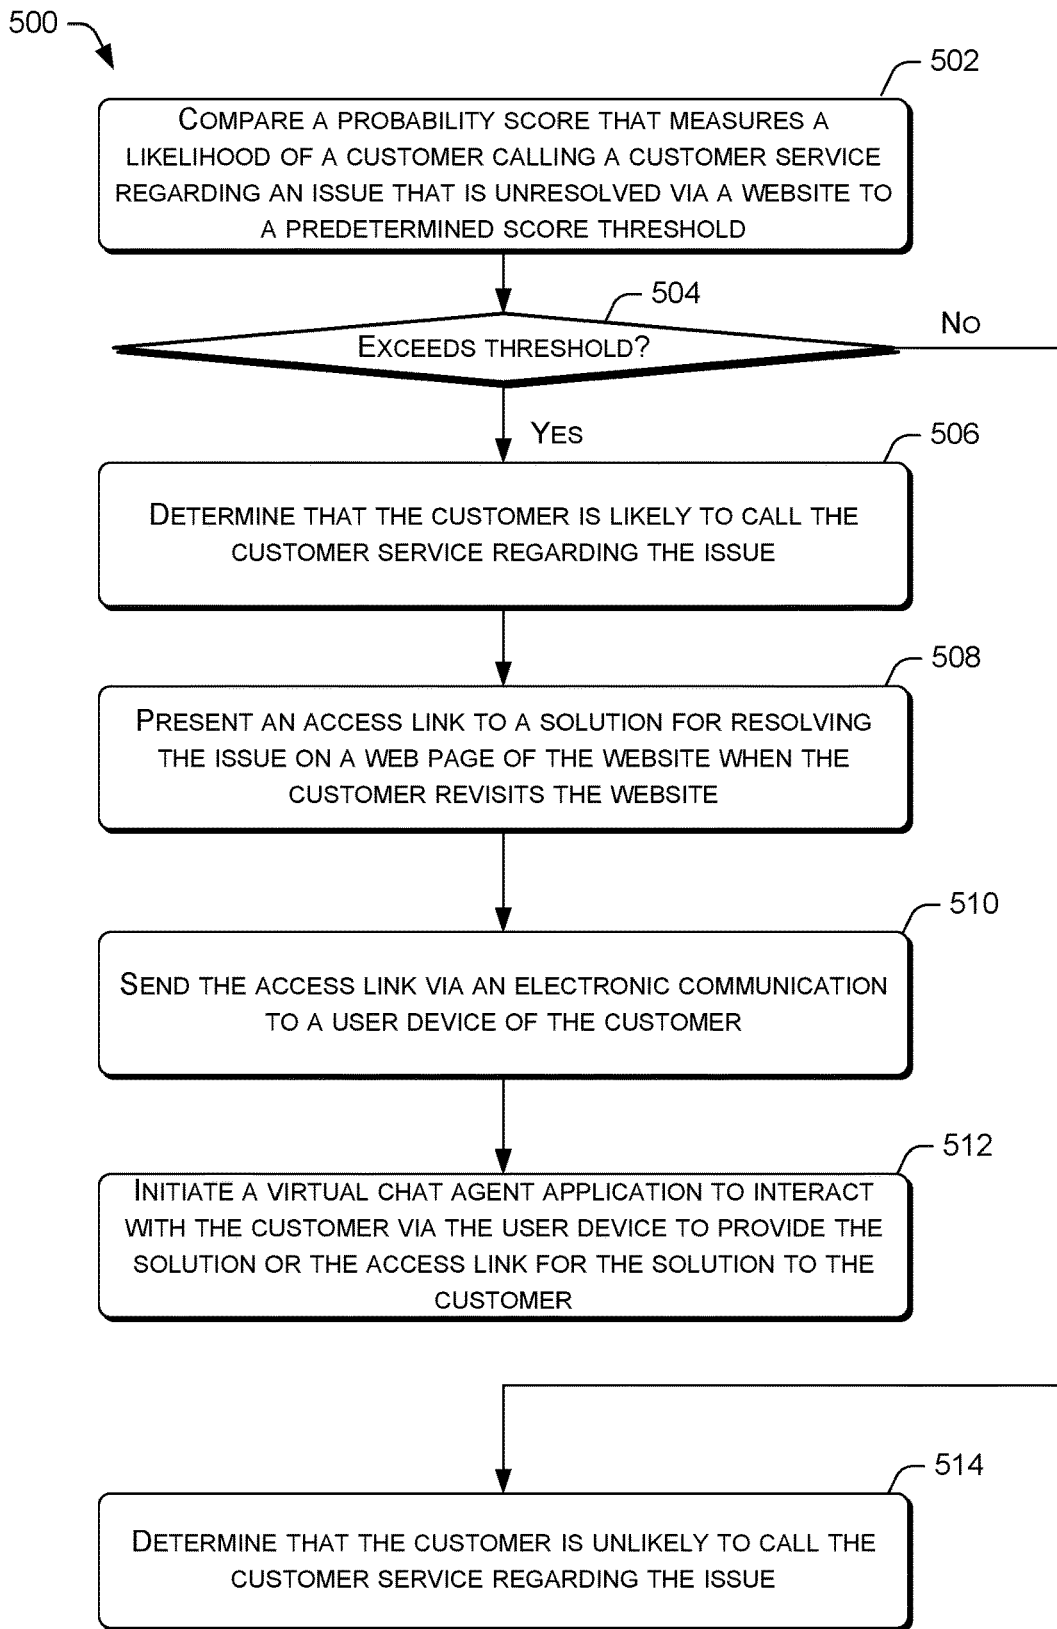 500
502
COMPARE A PROBABILITY SCORE THAT MEASURES A
LIKELIHOOD OF A CUSTOMER CALLING A CUSTOMER SERVICE
REGARDING AN ISSUE THAT IS UNRESOLVED VIA A WEBSITE TO
A PREDETERMINED SCORE THRESHOLD
504
EXCEEDS THRESHOLD?
NO
YES
506
DETERMINE THAT THE CUSTOMER IS LIKELY TO CALL THE
CUSTOMER SERVICE REGARDING THE ISSUE
508
PRESENT AN ACCESS LINK TO A SOLUTION FOR RESOLVING
THE ISSUE ON A WEB PAGE OF THE WEBSITE WHEN THE
CUSTOMER REVISITS THE WEBSITE
510
SEND THE ACCESS LINK VIA AN ELECTRONIC COMMUNICATION
TO A USER DEVICE OF THE CUSTOMER
512
INITIATE A VIRTUAL CHAT AGENT APPLICATION TO INTERACT
WITH THE CUSTOMER VIA THE USER DEVICE TO PROVIDE THE
SOLUTION OR THE ACCESS LINK FOR THE SOLUTION TO THE
CUSTOMER
514
DETERMINE THAT THE CUSTOMER IS UNLIKELY TO CALL THE
CUSTOMER SERVICE REGARDING THE ISSUE